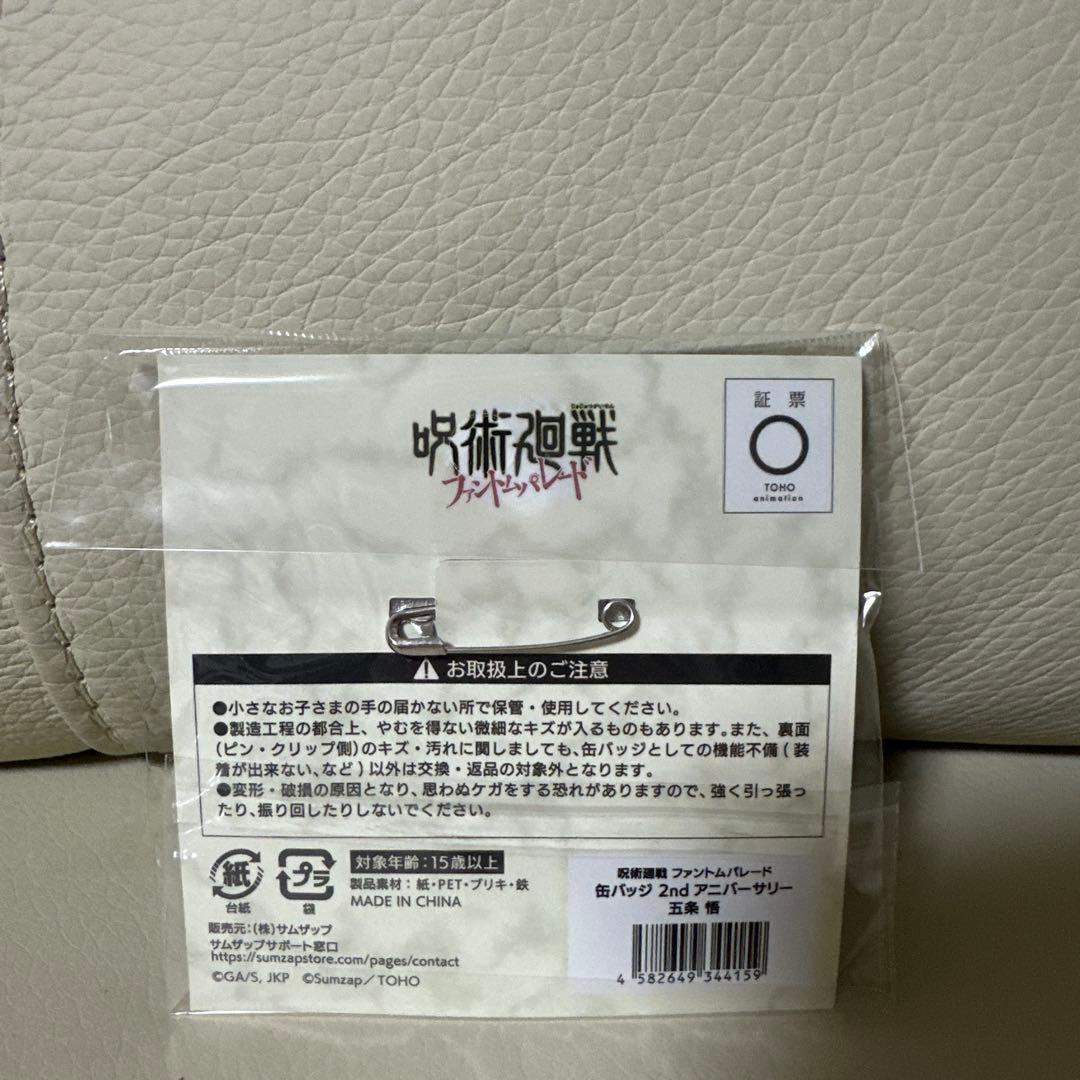 呪術廻戦
じゅじゅつかいせん
ファントムパレード
証 票
TOHO
animation
お取扱上のご注意
●小さなお子さまの手の届かない所で保管・使用してください。
●製造工程の都合上、やむを得ない微細なキズが入るものもあります。また、裏面
(ピン・クリップ側)のキズ・汚れに関しましても、缶バッジとしての機能不備(装
着が出来ない、など)以外は交換・返品の対象外となります。
●変形・破損の原因となり、思わぬケガをする恐れがありますので、強く引っ張っ
たり、振り回したりしないでください。
紙
台紙
プラ
袋
対象年齢:15歳以上
製品素材:紙・PET・ブリキ・鉄
MADE IN CHINA
販売元:(株)サムザップ
サムザップサポート窓口
https://sumzapstore.com/pages/contact
©GA/S, JKP ©Sumzap/TOHO
呪術廻戦 ファントムパレード
缶バッジ 2nd アニバーサリー
五条 悟
4 582649 344159